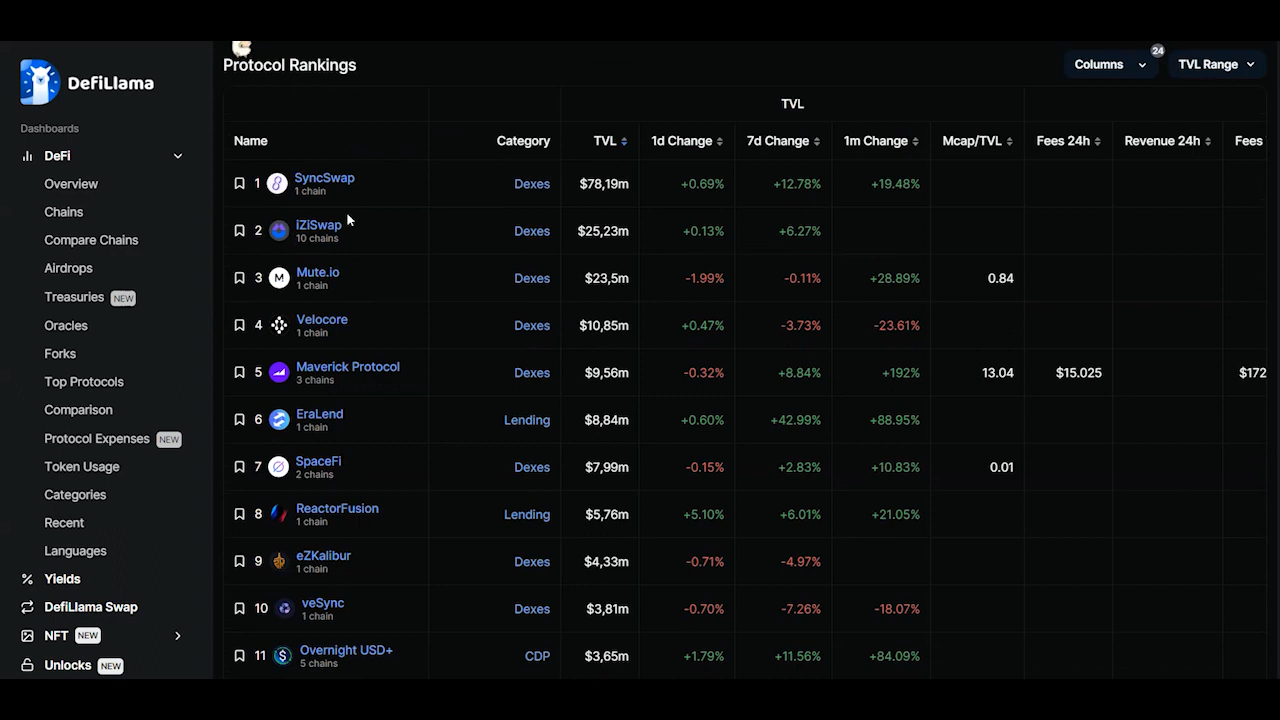 DefiLlama
Dashboards
DeFi
Overview
Chains
Compare Chains
Airdrops
Treasuries NEW
Oracles
Forks
Top Protocols
Comparison
Protocol Expenses NEW
Token Usage
Categories
Recent
Languages
Yields
DefiLlama Swap
NFT NEW
Unlocks NEW
Protocol Rankings
Columns 24 TVL Range
TVL
Name Category TVL 1d Change 7d Change 1m Change Mcap/TVL Fees 24h Revenue 24h Fees
1 SyncSwap Dexes $78,19m +0.69% +12.78% +19.48%
1 chain
2 iZiSwap Dexes $25,23m +0.13% +6.27%
10 chains
3 M Mute.io Dexes $23,5m -1.99% -0.11% +28.89% 0.84
1 chain
4 Velocore Dexes $10,85m +0.47% -3.73% -23.61%
1 chain
5 Maverick Protocol Dexes $9,56m -0.32% +8.84% +192% 13.04 $15.025 $172
3 chains
6 EraLend Lending $8,84m +0.60% +42.99% +88.95%
1 chain
7 SpaceFi Dexes $7,99m -0.15% +2.83% +10.83% 0.01
2 chains
8 ReactorFusion Lending $5,76m +5.10% +6.01% +21.05%
1 chain
9 eZKalibur Dexes $4,33m -0.71% -4.97%
1 chain
10 veSync Dexes $3,81m -0.70% -7.26% -18.07%
1 chain
11 $ Overnight USD+ CDP $3,65m +1.79% +11.56% +84.09%
5 chains